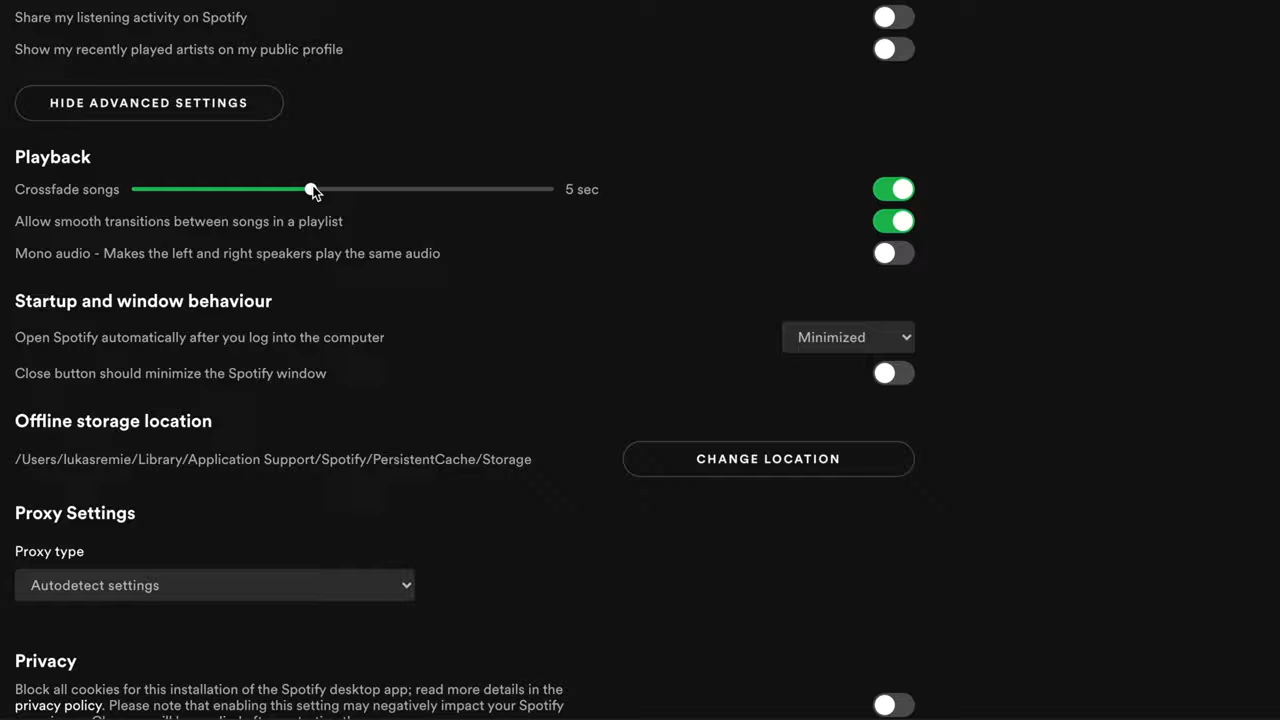 Share my listening activity on Spotify
Show my recently played artists on my public profile
HIDE ADVANCED SETTINGS
Playback
Crossfade songs 5 sec
Allow smooth transitions between songs in a playlist
Mono audio - Makes the left and right speakers play the same audio
Startup and window behaviour
Open Spotify automatically after you log into the computer Minimized
Close button should minimize the Spotify window
Offline storage location
/Users/lukasremie/Library/Application Support/Spotify/PersistentCache/Storage CHANGE LOCATION
Proxy Settings
Proxy type
Autodetect settings
Privacy
Block all cookies for this installation of the Spotify desktop app; read more details in the
privacy policy. Please note that enabling this setting may negatively impact your Spotify